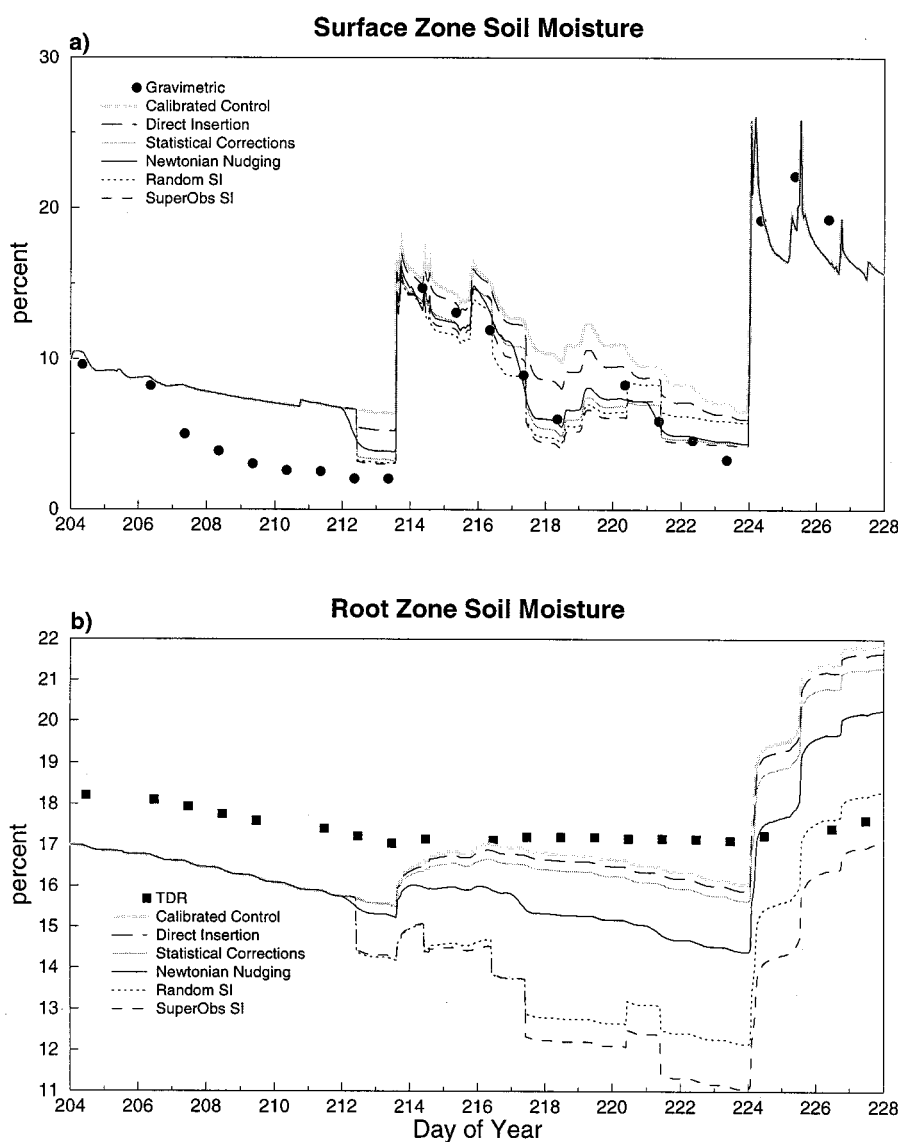 Surface Zone Soil Moisture
a)
30
20
10
0
percent
Gravimetric
Calibrated Control
Direct Insertion
Statistical Corrections
Newtonian Nudging
Random SI
SuperObs SI
204 206 208 210 212 214 216 218 220 222 224 226 228
Root Zone Soil Moisture
b)
22
21
20
19
18
17
16
15
14
13
12
11
percent
TDR
Calibrated Control
Direct Insertion
Statistical Corrections
Newtonian Nudging
Random SI
SuperObs SI
204 206 208 210 212 214 216 218 220 222 224 226 228
Day of Year